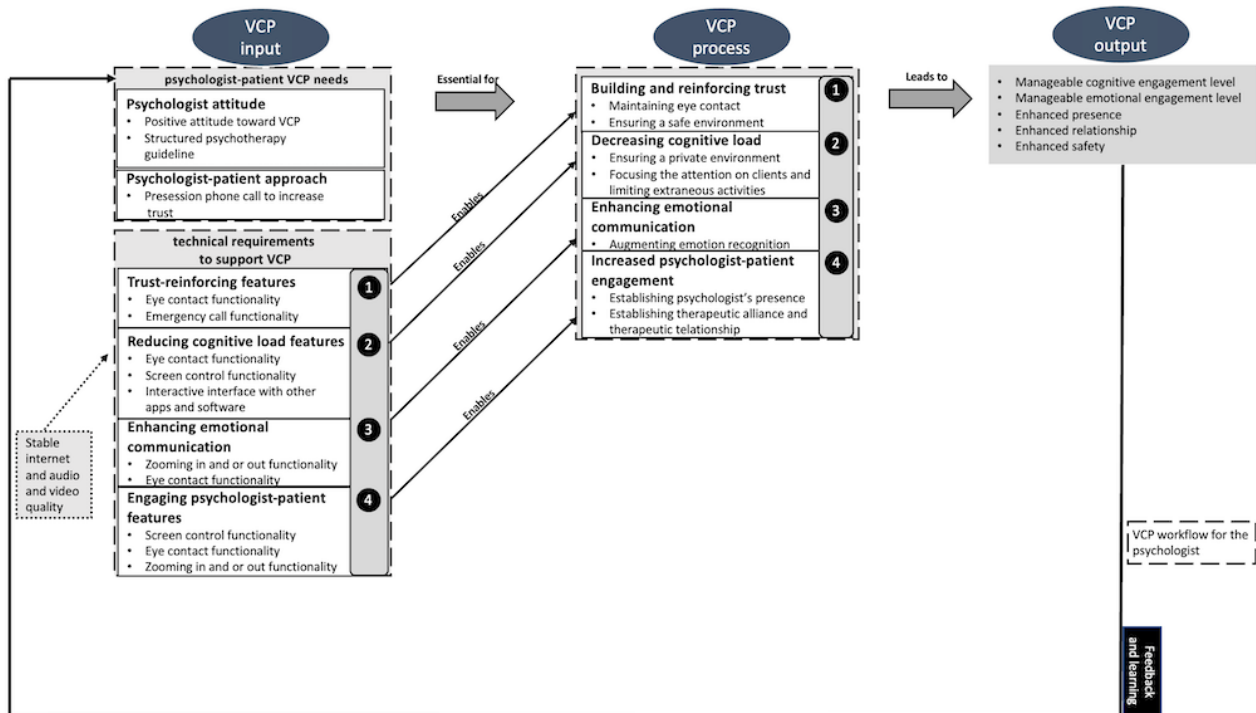 VCP
input
psychologist-patient VCP needs
Psychologist attitude
• Positive attitude toward VCP
• Structured psychotherapy
guideline
Psychologist-patient approach
• Presession phone call to increase
trust
technical requirements
to support VCP
Trust-reinforcing features
• Eye contact functionality
• Emergency call functionality
1
Reducing cognitive load features
• Eye contact functionality
• Screen control functionality
• Interactive interface with other
apps and software
2
Enhancing emotional
communication
• Zooming in and or out functionality
• Eye contact functionality
3
Engaging psychologist-patient
features
• Screen control functionality
• Eye contact functionality
• Zooming in and or out functionality
4
Stable
internet
and audio
and video
quality
Essential for
Enables
Enables
Enables
Enables
VCP
process
Building and reinforcing trust
• Maintaining eye contact
• Ensuring a safe environment
1
Decreasing cognitive load
• Ensuring a private environment
• Focusing the attention on clients and
limiting extraneous activities
2
Enhancing emotional
communication
• Augmenting emotion recognition
3
Increased psychologist-patient
engagement
• Establishing psychologist's presence
• Establishing therapeutic alliance and
therapeutic relationship
4
Leads to
VCP
output
• Manageable cognitive engagement level
• Manageable emotional engagement level
• Enhanced presence
• Enhanced relationship
• Enhanced safety
VCP workflow for the
psychologist
Feedback
and learning